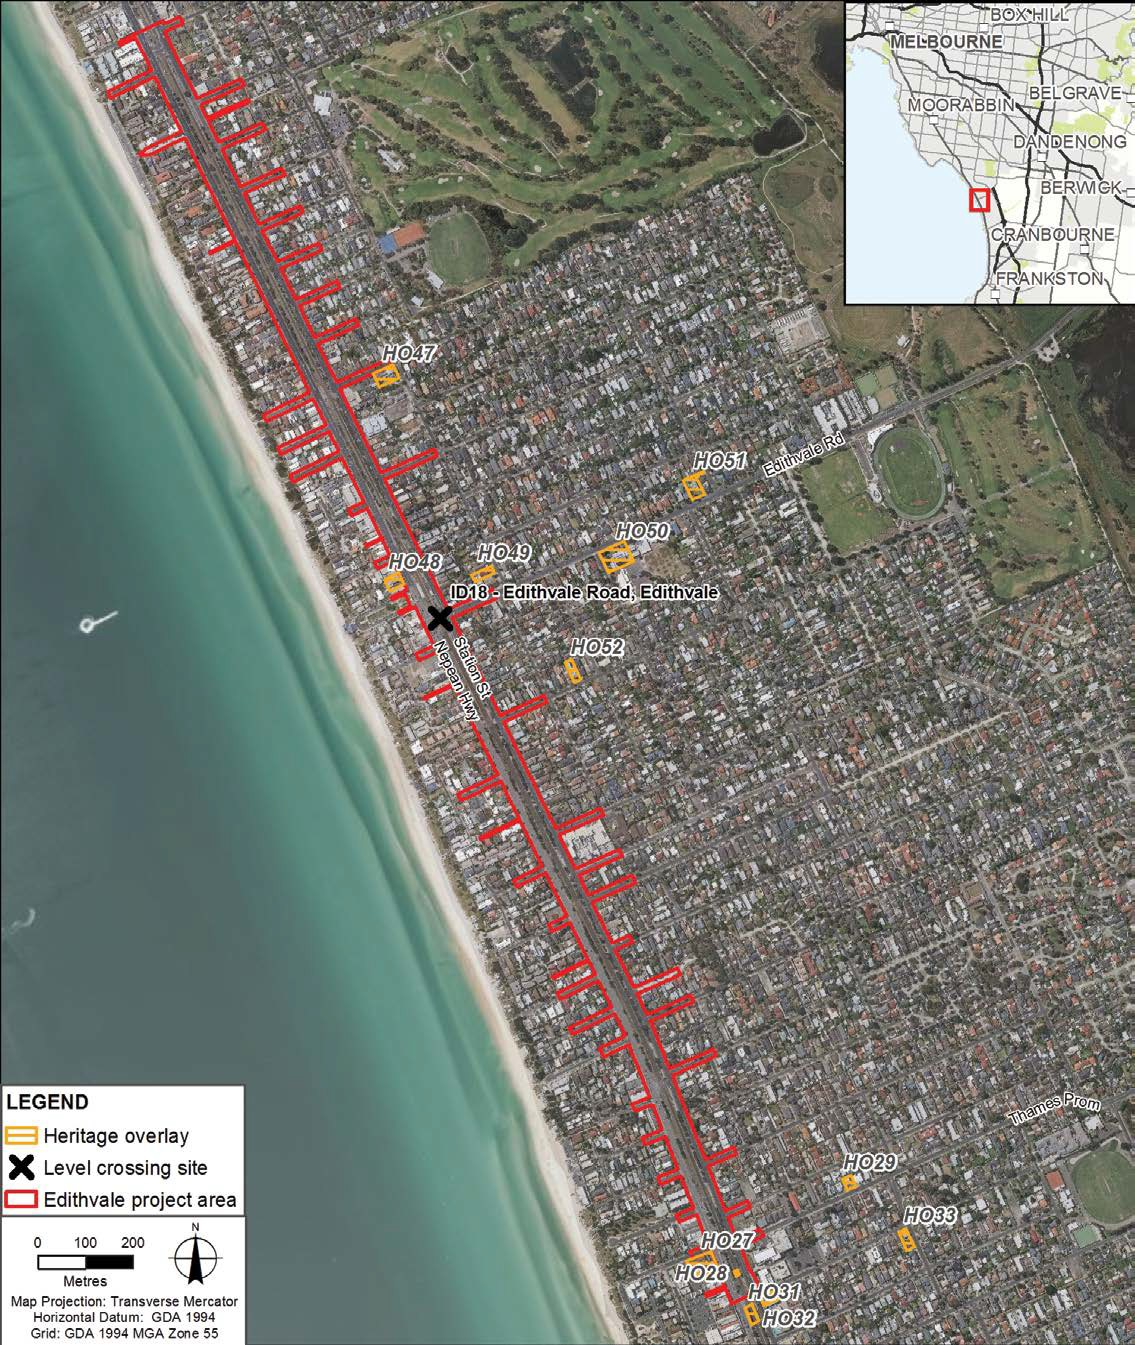 BOX HILL
MELBOURNE
BELGRAVE
MOORABBIN
DANDENONG
BERWICK
CRANBOURNE
FRANKSTON
HO47
HO51
Edithvale Rd
HO50
HO49
HO48
ID18 - Edithvale Road, Edithvale
HO52
Station St
Nepean Hwy
Thames Prom
HO29
HO33
HO27
HO28
HO31
HO32
LEGEND
Heritage overlay
Level crossing site
Edithvale project area
N
0 100 200
Metres
Map Projection: Transverse Mercator
Horizontal Datum: GDA 1994
Grid: GDA 1994 MGA Zone 55